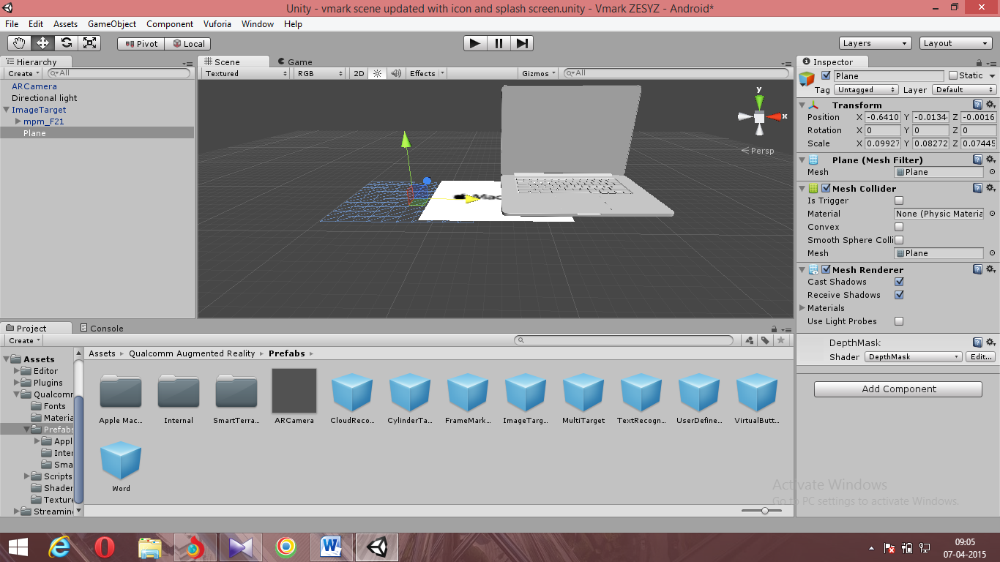 Unity - vmark scene updated with icon and splash screen.unity - Vmark ZESYZ - Android*
File Edit Assets GameObject Component Vuforia Window Help
Pivot Local Layers Layout
Hierarchy
Create All
ARCamera
Directional light
ImageTarget
mpm_F21
Plane
Scene Game
Textured RGB 2D Effects Gizmos All
y
x
Persp
Mac
Inspector
Plane Static
Tag Untagged Layer Default
Transform
Position X -0.6410 Y -0.0134 Z -0.0016
Rotation X 0 Y 0 Z 0
Scale X 0.09927 Y 0.08272 Z 0.07445
Plane (Mesh Filter)
Mesh Plane
Mesh Collider
Is Trigger
Material None (Physic Materia
Convex
Smooth Sphere Colli
Mesh Plane
Mesh Renderer
Cast Shadows
Receive Shadows
Materials
Use Light Probes
DepthMask
Shader DepthMask Edit...
Add Component
Project Console
Create
Assets
Editor
Plugins
Qualcomm
Fonts
Materia
Prefabs
Appl
Inter
Sma
Scripts
Shader
Texture
Streaming
Assets Qualcomm Augmented Reality Prefabs
Apple Mac... Internal SmartTerra... ARCamera CloudReco... CylinderTa... FrameMark... ImageTarg... MultiTarget TextRecogn... UserDefine... VirtualButt...
Word
Activate Windows
Go to PC settings to activate Windows.
09:05
07-04-2015